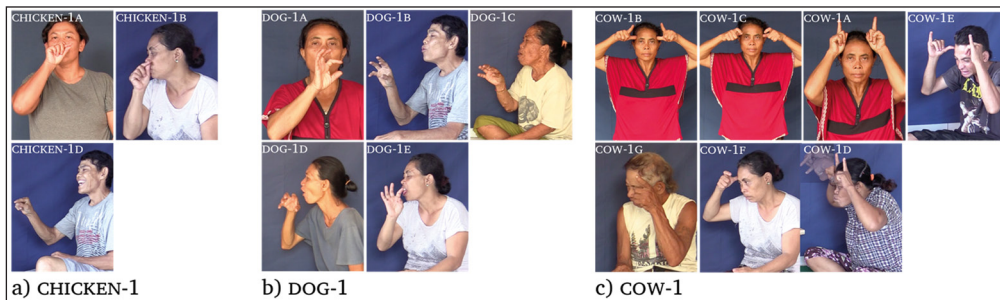 CHICKEN-1A
CHICKEN-1B
CHICKEN-1D
a) CHICKEN-1
DOG-1A
DOG-1B
DOG-1C
DOG-1D
DOG-1E
b) DOG-1
COW-1B
COW-1C
COW-1A
COW-1E
COW-1G
COW-1F
COW-1D
c) COW-1